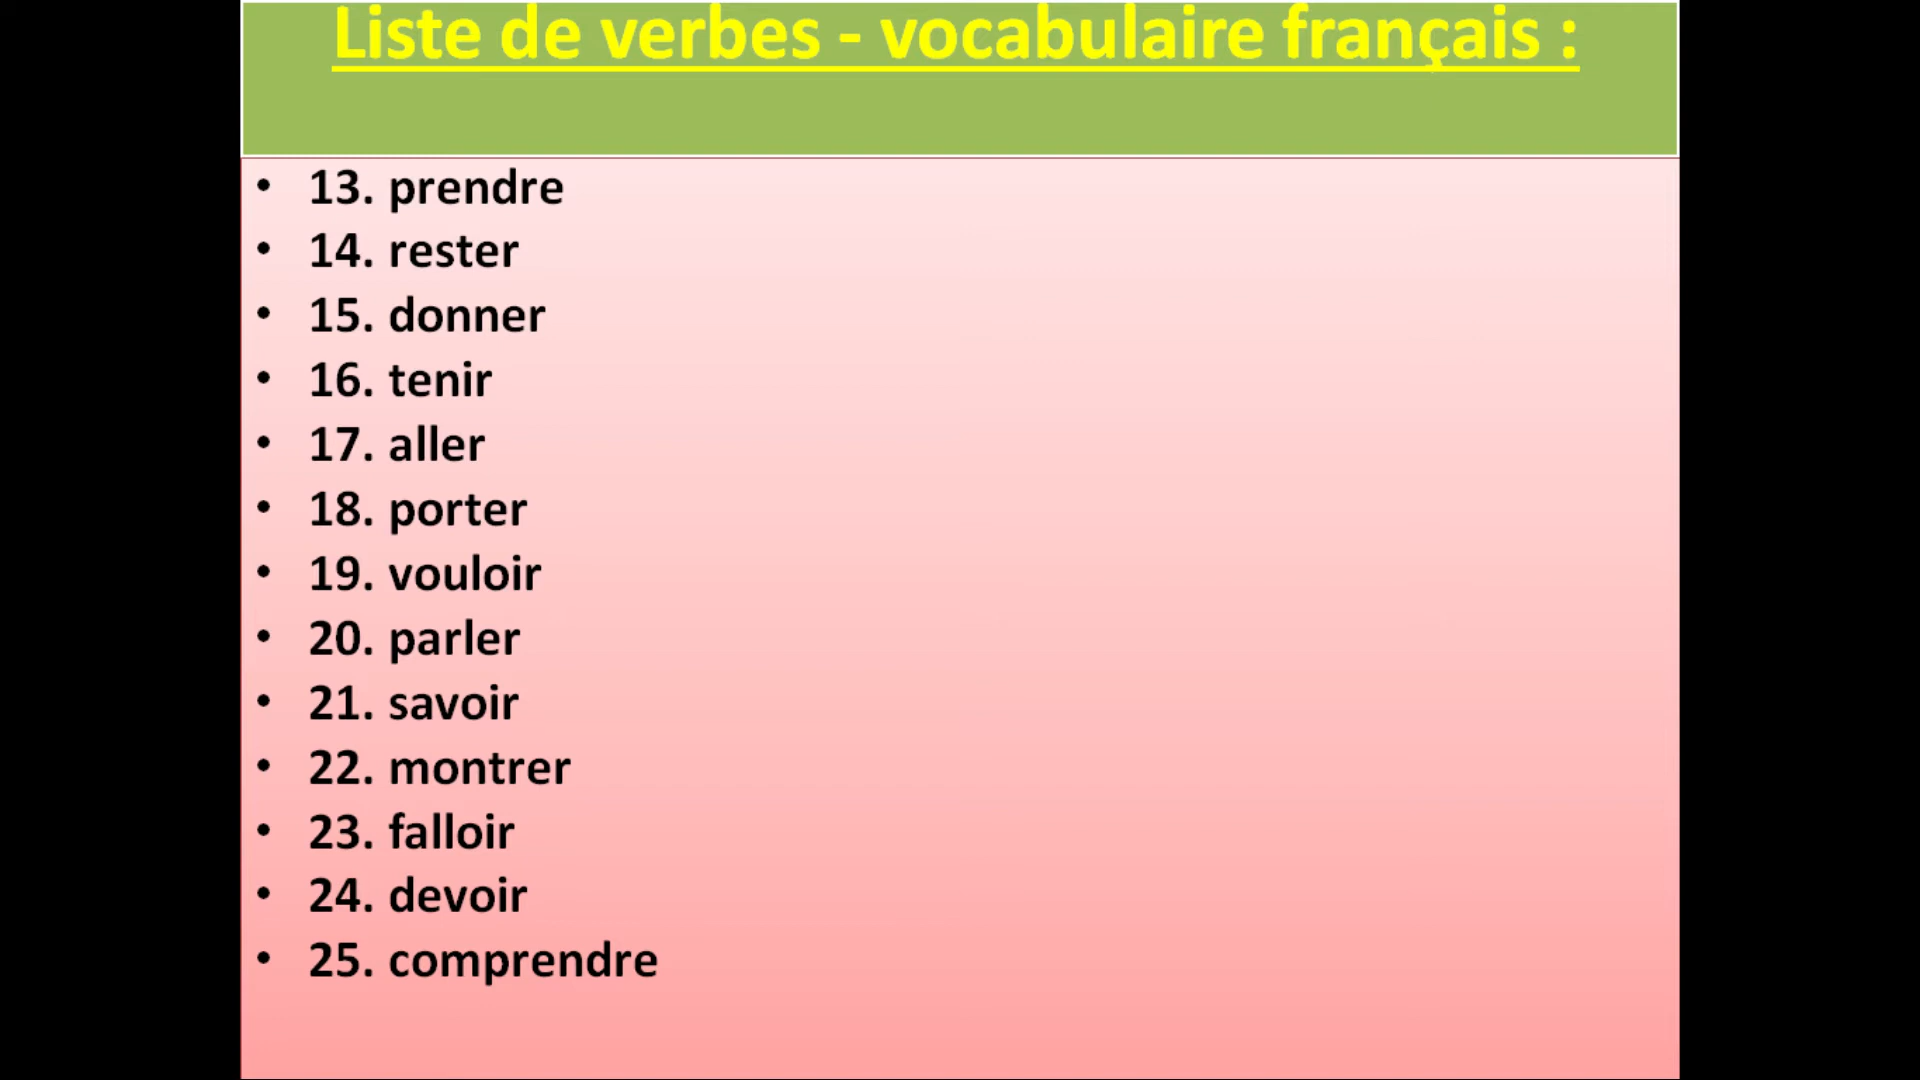 Liste de verbes - vocabulaire français :
• 13. prendre
• 14. rester
• 15. donner
• 16. tenir
• 17. aller
• 18. porter
• 19. vouloir
• 20. parler
• 21. savoir
• 22. montrer
• 23. falloir
• 24. devoir
• 25. comprendre